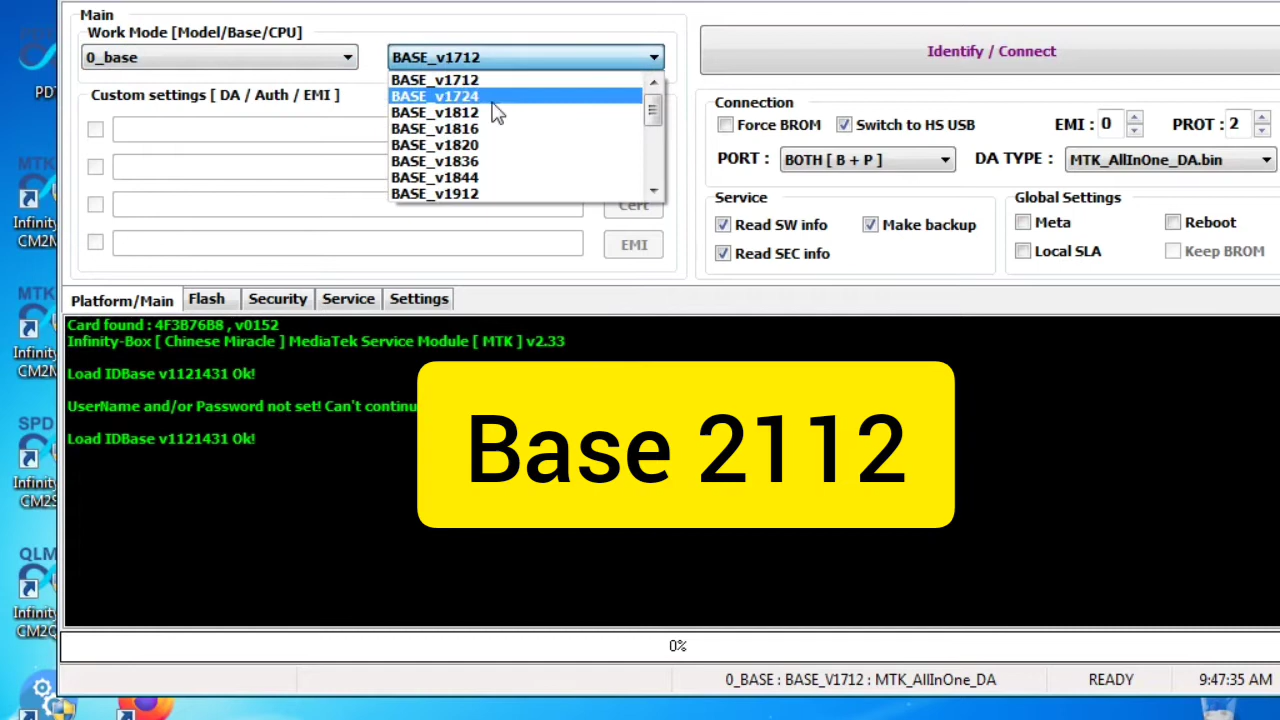 Main
Work Mode [Model/Base/CPU]
0_base
BASE_v1712
Identify / Connect
BASE_v1712
BASE_v1724
BASE_v1812
BASE_v1816
BASE_v1820
BASE_v1836
BASE_v1844
BASE_v1912
Custom settings [ DA / Auth / EMI ]
Cert
EMI
Connection
Force BROM
Switch to HS USB
EMI : 0
PROT : 2
PORT : BOTH [ B + P ]
DA TYPE : MTK_AllInOne_DA.bin
Service
Read SW info
Make backup
Read SEC info
Global Settings
Meta
Reboot
Local SLA
Keep BROM
Platform/Main
Flash
Security
Service
Settings
Card found : 4F3B76B8 , v0152
Infinity-Box [ Chinese Miracle ] MediaTek Service Module [ MTK ] v2.33
Load IDBase v1121431 Ok!
UserName and/or Password not set! Can't continu
Load IDBase v1121431 Ok!
Base 2112
0%
0_BASE : BASE_V1712 : MTK_AllInOne_DA
READY
9:47:35 AM
PDT
MTK
Infinity
CM2M
MTK
Infinity
CM2M
SPD
Infinity
CM2S
QLM
Infinity
CM2Q